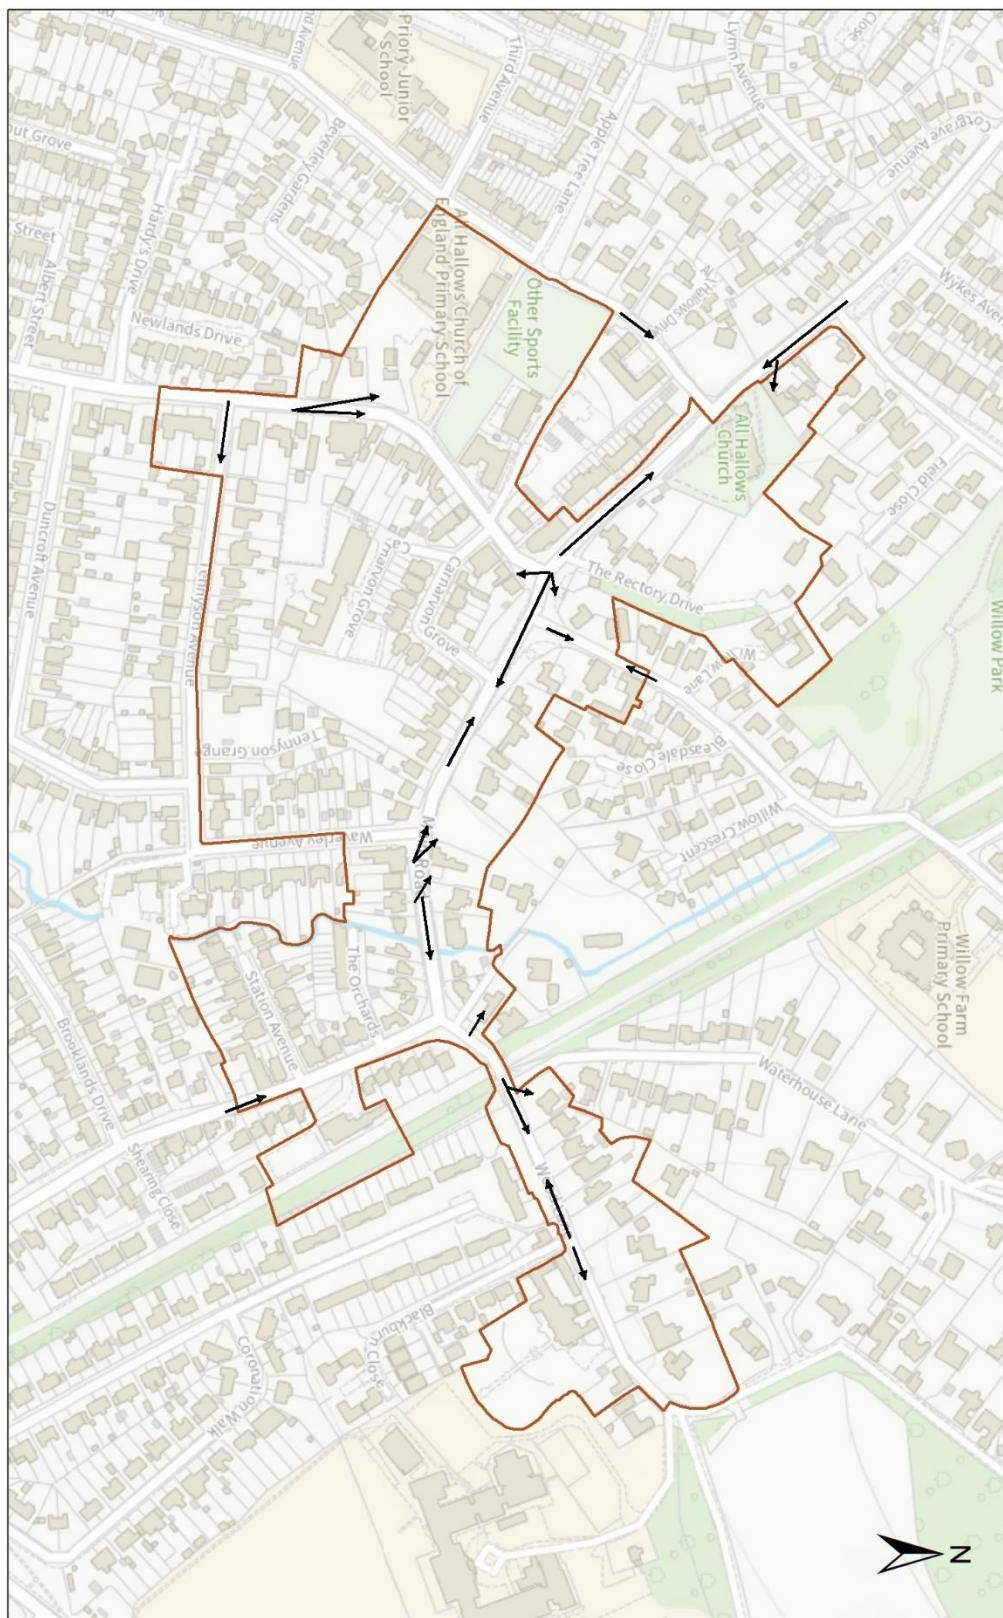 Priory Junior
School
Third Avenue
Lymn Avenue
Close
Cotgrave
Avenue
Apple Tree Lane
Beverley Gardens
Hardy's Drive
Street
Albert Street
Newlands Drive
All Hallows Church of
England Primary School
Other Sports
Facility
All Hallows Drive
All Hallows
Church
Field Close
The Rectory Drive
Willow Lane
Willow Park
Carnarvon
Grove
Carnarvon
Grove
Duncroft Avenue
Tennyson Avenue
Tennyson Grange
Bleasdale Close
Willow Crescent
Waverley Avenue
Road
Willow Farm
Primary School
The Orchards
Station Avenue
Brooklands Drive
Shearing Close
Waterhouse Lane
Blackburn
Close
Coronation
Walk
N